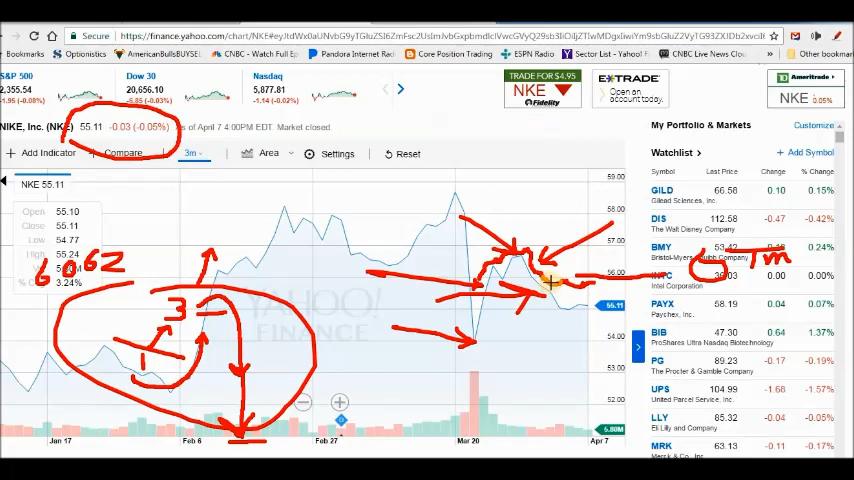 https://finance.yahoo.com/chart/NKE
Bookmarks Optionistics AmericanBullsBUYSEL CNBC - Watch Full Ep Pandora Internet Rad Core Position Trading ESPN Radio Sector List - Yahoo! F CNBC Live News Clow Other bookmarks
S&P 500 Dow 30 Nasdaq
2,355.54 20,656.10 5,877.81
-1.95 (-0.08%) -6.85 (-0.03%) -1.14 (-0.02%)
TRADE FOR $4.95
NKE
Fidelity
E*TRADE
Open an account today.
TD Ameritrade
NKE 0.05%
NIKE, Inc. (NKE) 55.11 -0.03 (-0.05%) As of April 7 4:00PM EDT. Market closed.
+ Add Indicator + Compare 3m Area Settings Reset
NKE 55.11
Open 55.10
Close 55.11
Low 54.77
High 55.24
3.24%
6062
1
3
GTM
59.00
58.00
57.00
56.00
55.11
54.00
53.00
52.00
5.80M
YAHOO!
FINANCE
Jan 17 Feb 6 Feb 27 Mar 20 Apr 7
My Portfolio & Markets Customize
Watchlist + Add Symbol
Symbol Last Price Change % Change
GILD 66.58 0.10 0.15%
Gilead Sciences, Inc.
DIS 112.58 -0.47 -0.42%
The Walt Disney Company
BMY 53.42 0.24%
Bristol-Myers Squibb Company
INTC 36.03 0.00 0.00%
Intel Corporation
PAYX 58.19 0.04 0.07%
Paychex, Inc.
BIB 47.30 0.64 1.37%
ProShares Ultra Nasdaq Biotechnology
PG 89.23 -0.17 -0.19%
The Procter & Gamble Company
UPS 104.99 -1.68 -1.57%
United Parcel Service, Inc.
LLY 85.32 -0.04 -0.05%
Eli Lilly and Company
MRK 63.13 -0.11 -0.17%
Merck & Co., Inc.